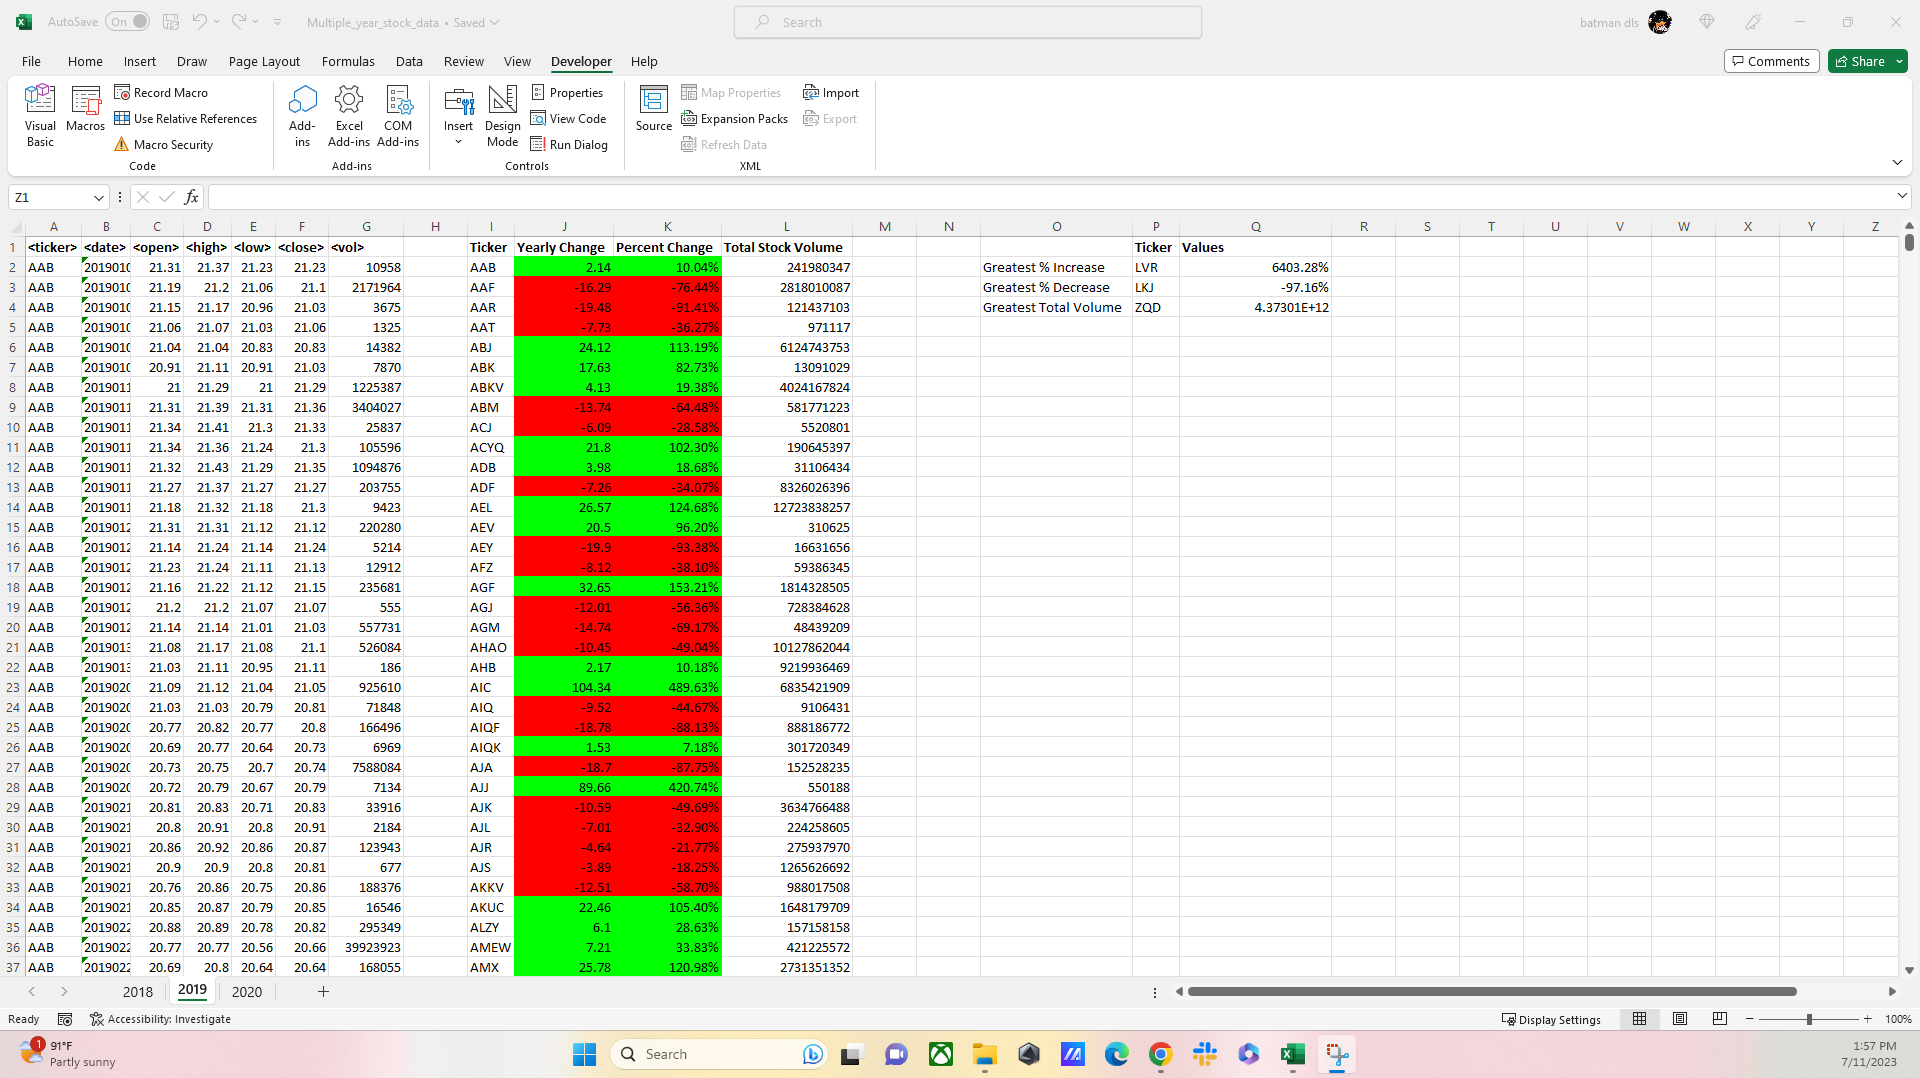 AutoSave On Multiple_year_stock_data • Saved Search batman dls
File Home Insert Draw Page Layout Formulas Data Review View Developer Help Comments Share
Visual Basic Macros Record Macro Use Relative References Macro Security Code
Add-ins Excel Add-ins COM Add-ins Add-ins
Insert Design Mode Properties View Code Run Dialog Controls
Source Map Properties Expansion Packs Refresh Data Import Export XML
Z1 fx
A B C D E F G H I J K L M N O P Q R S T U V W X Y Z
1 <ticker> <date> <open> <high> <low> <close> <vol> Ticker Yearly Change Percent Change Total Stock Volume Ticker Values
2 AAB 2019010 21.31 21.37 21.23 21.23 10958 AAB 2.14 10.04% 241980347 Greatest % Increase LVR 6403.28%
3 AAB 2019010 21.19 21.2 21.06 21.1 2171964 AAF -16.29 -76.44% 2818010087 Greatest % Decrease LKJ -97.16%
4 AAB 2019010 21.15 21.17 20.96 21.03 3675 AAR -19.48 -91.41% 121437103 Greatest Total Volume ZQD 4.37301E+12
5 AAB 2019010 21.06 21.07 21.03 21.06 1325 AAT -7.73 -36.27% 971117
6 AAB 2019010 21.04 21.04 20.83 20.83 14382 ABJ 24.12 113.19% 6124743753
7 AAB 2019010 20.91 21.11 20.91 21.03 7870 ABK 17.63 82.73% 13091029
8 AAB 2019011 21 21.29 21 21.29 1225387 ABKV 4.13 19.38% 4024167824
9 AAB 2019011 21.31 21.39 21.31 21.36 3404027 ABM -13.74 -64.48% 581771223
10 AAB 2019011 21.34 21.41 21.3 21.33 25837 ACJ -6.09 -28.58% 5520801
11 AAB 2019011 21.34 21.36 21.24 21.3 105596 ACYQ 21.8 102.30% 190645397
12 AAB 2019011 21.32 21.43 21.29 21.35 1094876 ADB 3.98 18.68% 31106434
13 AAB 2019011 21.27 21.37 21.27 21.27 203755 ADF -7.26 -34.07% 8326026396
14 AAB 2019011 21.18 21.32 21.18 21.3 9423 AEL 26.57 124.68% 12723838257
15 AAB 2019012 21.31 21.31 21.12 21.12 220280 AEV 20.5 96.20% 310625
16 AAB 2019012 21.14 21.24 21.14 21.24 5214 AEY -19.9 -93.38% 16631656
17 AAB 2019012 21.23 21.24 21.11 21.13 12912 AFZ -8.12 -38.10% 59386345
18 AAB 2019012 21.16 21.22 21.12 21.15 235681 AGF 32.65 153.21% 1814328505
19 AAB 2019012 21.2 21.2 21.07 21.07 555 AGJ -12.01 -56.36% 728384628
20 AAB 2019012 21.14 21.14 21.01 21.03 557731 AGM -14.74 -69.17% 48439209
21 AAB 2019013 21.08 21.17 21.08 21.1 526084 AHAO -10.45 -49.04% 10127862044
22 AAB 2019013 21.03 21.11 20.95 21.11 186 AHB 2.17 10.18% 9219936469
23 AAB 2019020 21.09 21.12 21.04 21.05 925610 AIC 104.34 489.63% 6835421909
24 AAB 2019020 21.03 21.03 20.79 20.81 71848 AIQ -9.52 -44.67% 9106431
25 AAB 2019020 20.77 20.82 20.77 20.8 166496 AIQF -18.78 -88.13% 888186772
26 AAB 2019020 20.69 20.77 20.64 20.73 6969 AIQK 1.53 7.18% 301720349
27 AAB 2019020 20.73 20.75 20.7 20.74 7588084 AJA -18.7 -87.75% 152528235
28 AAB 2019020 20.72 20.79 20.67 20.79 7134 AJJ 89.66 420.74% 550188
29 AAB 2019021 20.81 20.83 20.71 20.83 33916 AJK -10.59 -49.69% 3634766488
30 AAB 2019021 20.8 20.91 20.8 20.91 2184 AJL -7.01 -32.90% 224258605
31 AAB 2019021 20.86 20.92 20.86 20.87 123943 AJR -4.64 -21.77% 275937970
32 AAB 2019021 20.9 20.9 20.8 20.81 677 AJS -3.89 -18.25% 1265626692
33 AAB 2019021 20.76 20.86 20.75 20.86 188376 AKKV -12.51 -58.70% 988017508
34 AAB 2019021 20.85 20.87 20.79 20.85 16546 AKUC 22.46 105.40% 1648179709
35 AAB 2019022 20.88 20.89 20.78 20.82 295349 ALZY 6.1 28.63% 157158158
36 AAB 2019022 20.77 20.77 20.56 20.66 39923923 AMEW 7.21 33.83% 421225572
37 AAB 2019022 20.69 20.8 20.64 20.64 168055 AMX 25.78 120.98% 2731351352
2018 2019 2020
Ready Accessibility: Investigate Display Settings 100%
1 91°F Partly sunny Search 1:57 PM 7/11/2023